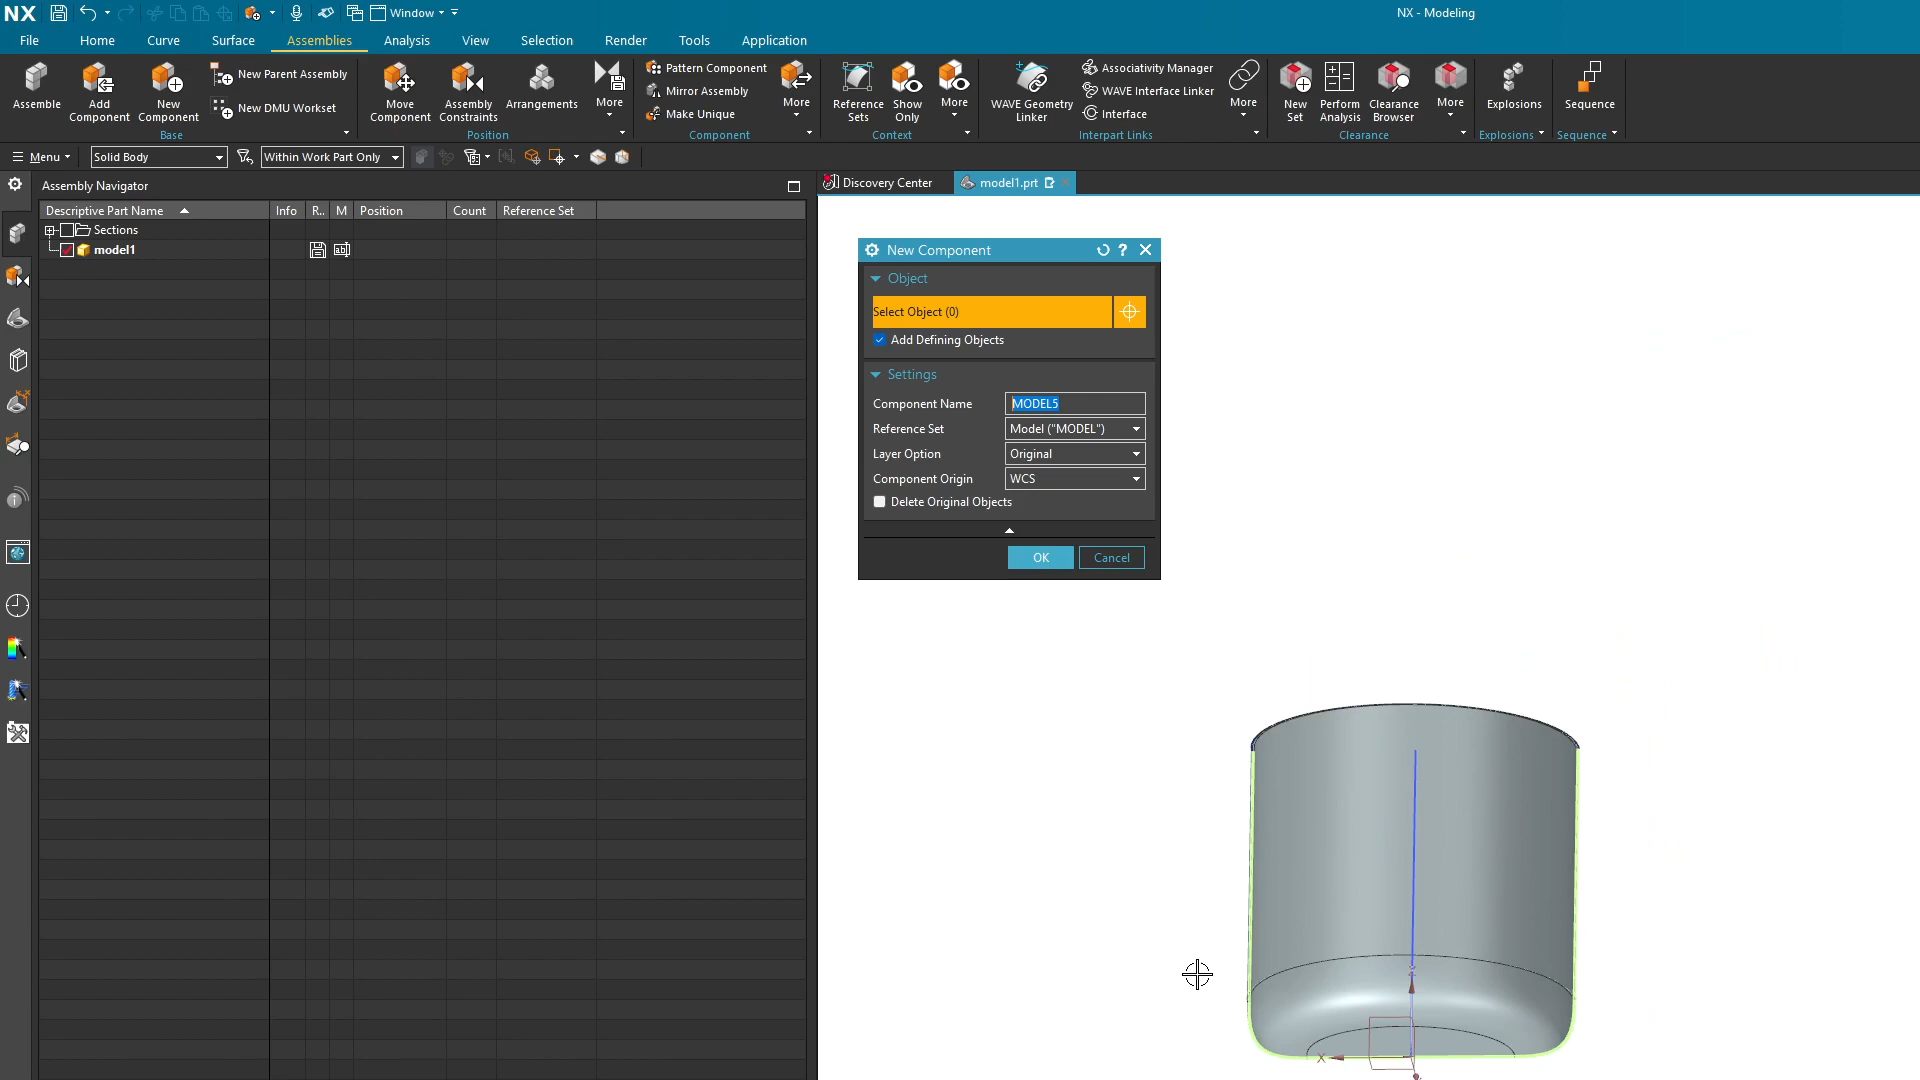 NX
Window
NX - Modeling
File Home Curve Surface Assemblies Analysis View Selection Render Tools Application
Assemble
Add Component
New Component
New Parent Assembly
New DMU Workset
Base
Move Component
Assembly Constraints
Arrangements
More
Position
Pattern Component
Mirror Assembly
Make Unique
More
Component
Reference Sets
Show Only
More
Context
WAVE Geometry Linker
Associativity Manager
WAVE Interface Linker
Interface
More
Interpart Links
New Set
Perform Analysis
Clearance Browser
More
Clearance
Explosions
Explosions
Sequence
Sequence
Menu
Solid Body
Within Work Part Only
Assembly Navigator
Discovery Center
model1.prt
Descriptive Part Name Info R.. M Position Count Reference Set
Sections
model1
New Component
Object
Select Object (0)
Add Defining Objects
Settings
Component Name MODEL5
Reference Set Model ("MODEL")
Layer Option Original
Component Origin WCS
Delete Original Objects
OK Cancel
X